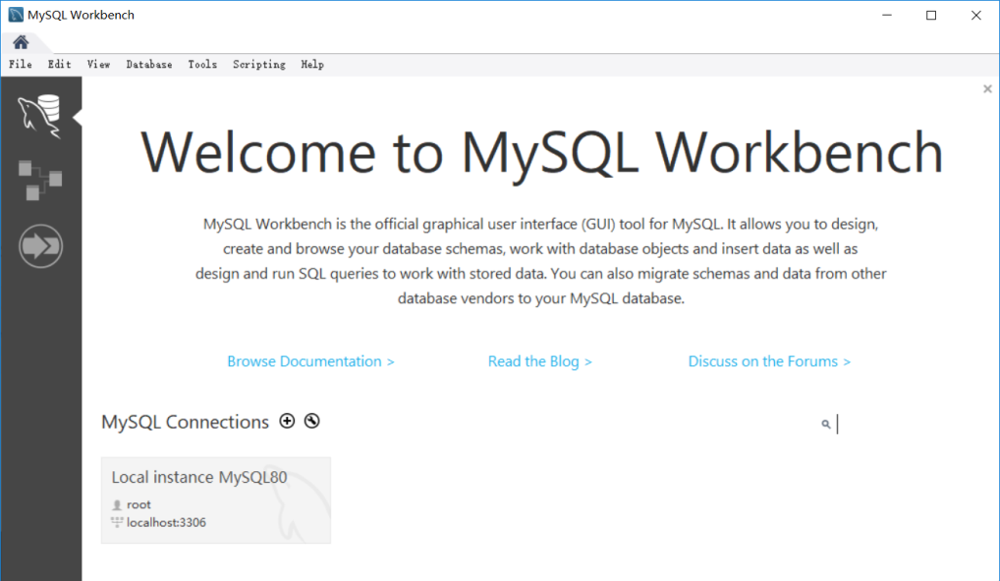 MySQL Workbench
File Edit View Database Tools Scripting Help
Welcome to MySQL Workbench
MySQL Workbench is the official graphical user interface (GUI) tool for MySQL. It allows you to design,
create and browse your database schemas, work with database objects and insert data as well as
design and run SQL queries to work with stored data. You can also migrate schemas and data from other
database vendors to your MySQL database.
Browse Documentation > Read the Blog > Discuss on the Forums >
MySQL Connections
Local instance MySQL80
root
localhost:3306